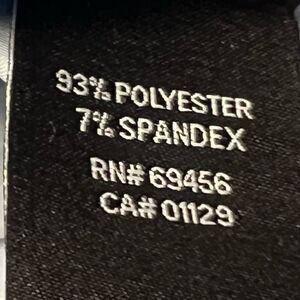 93% POLYESTER
7% SPANDEX
RN# 69456
CA# 01129